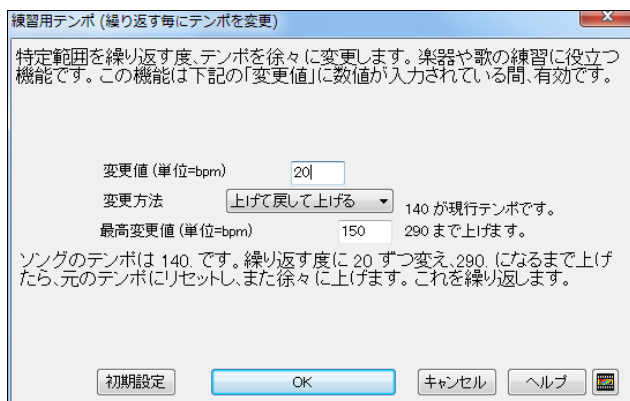 練習用テンポ (繰り返す毎にテンポを変更)
特定範囲を繰り返す度、テンポを徐々に変更します。楽器や歌の練習に役立つ
機能です。この機能は下記の「変更値」に数値が入力されている間、有効です。
変更値 (単位=bpm) 20
変更方法 上げて戻して上げる 140 が現行テンポです。
最高変更値 (単位=bpm) 150 290 まで上げます。
ソングのテンポは 140. です。繰り返す度に 20 ずつ変え、290. になるまで上げ
たら、元のテンポにリセットし、また徐々に上げます。これを繰り返します。
初期設定 OK キャンセル ヘルプ